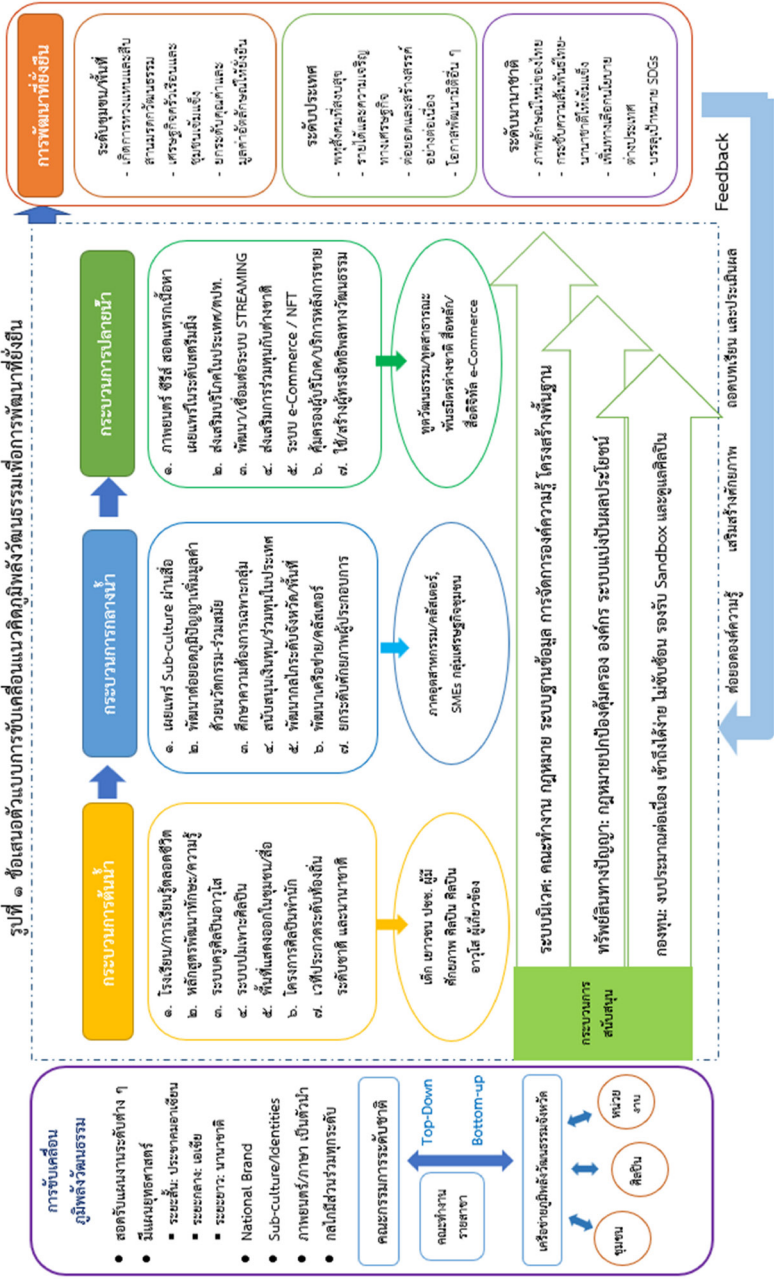 รูปที่ ๑ ข้อเสนอตัวแบบการขับเคลื่อนแนวคิดภูมิพลังวัฒนธรรมเพื่อการพัฒนาที่ยั่งยืน
การขับเคลื่อน
ภูมิพลังวัฒนธรรม
● สอดรับแผนงานระดับต่าง ๆ
● มีแผนยุทธศาสตร์
▪ ระยะสั้น: ประชาคมอาเซียน
▪ ระยะกลาง: เอเชีย
▪ ระยะยาว: นานาชาติ
● National Brand
● Sub-culture/Identities
● ภาพยนตร์/ภาษา เป็นตัวนำ
● กลไกมีส่วนร่วมทุกระดับ
คณะกรรมการระดับชาติ
คณะทำงาน
รายสาขา
Top-Down
Bottom-up
เครือข่ายภูมิพลังวัฒนธรรมจังหวัด
ชุมชน
ศิลปิน
หน่วย
งาน
กระบวนการต้นน้ำ
๑. โรงเรียน/การเรียนรู้ตลอดชีวิต
๒. หลักสูตรพัฒนาทักษะ/ความรู้
๓. ระบบครูศิลปินอาวุโส
๔. ระบบบ่มเพาะศิลปิน
๕. พื้นที่แสดงออกในชุมชน/สื่อ
๖. โครงการศิลปินพำนัก
๗. เวทีประกวดระดับท้องถิ่น
ระดับชาติ และนานาชาติ
เด็ก เยาวชน ปชช. ผู้มี
ศักยภาพ ศิลปิน ศิลปิน
อาวุโส ผู้เกี่ยวข้อง
กระบวนการกลางน้ำ
๑. เผยแพร่ Sub-culture ผ่านสื่อ
๒. พัฒนาต่อยอดภูมิปัญญาเพิ่มมูลค่า
ด้วยนวัตกรรม-ร่วมสมัย
๓. ศึกษาความต้องการเฉพาะกลุ่ม
๔. สนับสนุนเงินทุน/ร่วมทุนในประเทศ
๕. พัฒนากลไกระดับจังหวัด/พื้นที่
๖. พัฒนาเครือข่าย/คลัสเตอร์
๗. ยกระดับศักยภาพผู้ประกอบการ
ภาคอุตสาหกรรม/คลัสเตอร์,
SMEs กลุ่มเศรษฐกิจชุมชน
กระบวนการปลายน้ำ
๑. ภาพยนตร์ ซีรีส์ สอดแทรกเนื้อหา
เผยแพร่ในระดับสตรีมมิ่ง
๒. ส่งเสริมบริโภคในประเทศ/ตปท.
๓. พัฒนา/เชื่อมต่อระบบ STREAMING
๔. ส่งเสริมการร่วมทุนกับต่างชาติ
๕. ระบบ e-Commerce / NFT
๖. คุ้มครองผู้บริโภค/บริการหลังการขาย
๗. ใช้/สร้างผู้ทรงอิทธิพลทางวัฒนธรรม
ทูตวัฒนธรรม/ทูตสาธารณะ
พันธมิตรต่างชาติ สื่อหลัก/
สื่อดิจิทัล e-Commerce
กระบวนการ
สนับสนุน
ระบบนิเวศ: คณะทำงาน กฎหมาย ระบบฐานข้อมูล การจัดการองค์ความรู้ โครงสร้างพื้นฐาน
ทรัพย์สินทางปัญญา: กฎหมายปกป้องคุ้มครอง องค์กร ระบบแบ่งปันผลประโยชน์
กองทุน: งบประมาณต่อเนื่อง เข้าถึงได้ง่าย ไม่ซับซ้อน รองรับ Sandbox และดูแลศิลปิน
การพัฒนาที่ยั่งยืน
ระดับชุมชน/พื้นที่
- เกิดการหวงแหนและสืบ
สานมรดกวัฒนธรรม
- เศรษฐกิจครัวเรือนและ
ชุมชนเข้มแข็ง
- ยกระดับคุณค่าและ
มูลค่าอัตลักษณ์ให้ยั่งยืน
ระดับประเทศ
- พหุสังคมที่สงบสุข
- รายได้และความเจริญ
ทางเศรษฐกิจ
- ต่อยอดและสร้างสรรค์
อย่างต่อเนื่อง
- โอกาสพัฒนามิติอื่น ๆ
ระดับนานาชาติ
- ภาพลักษณ์ใหม่ของไทย
- กระชับความสัมพันธ์ไทย-
นานาชาติให้เข้มแข็ง
- เพิ่มทางเลือกนโยบาย
ต่างประเทศ
- บรรลุเป้าหมาย SDGs
ต่อยอดองค์ความรู้ เสริมสร้างศักยภาพ ถอดบทเรียน และประเมินผล
Feedback